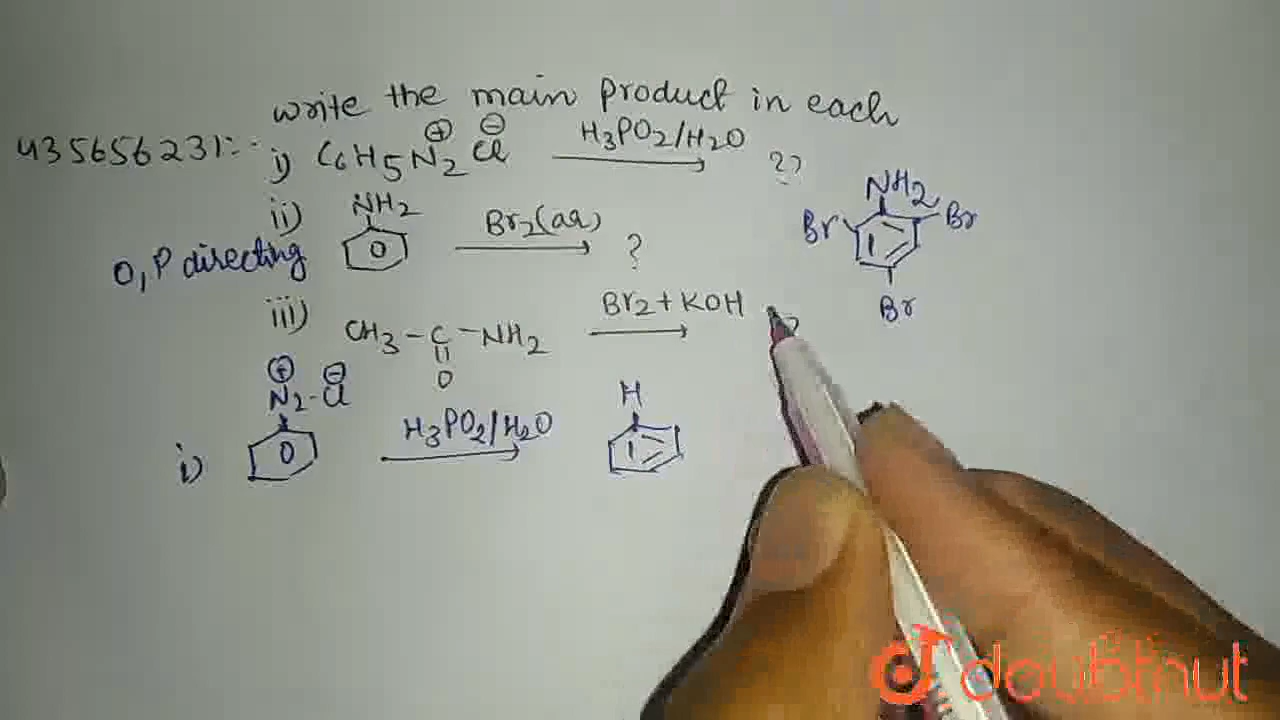 write the main product in each
435656231:- i) C6H5N2⊕ Cl⊖ H3PO2/H2O ??
ii) NH2 Br2(aq) ?
O, P directing
NH2
Br Br
Br
iii) CH3-C-NH2 Br2+KOH ?
O
i) N2⊕-Cl⊖ H3PO2/H2O H
doubtnut